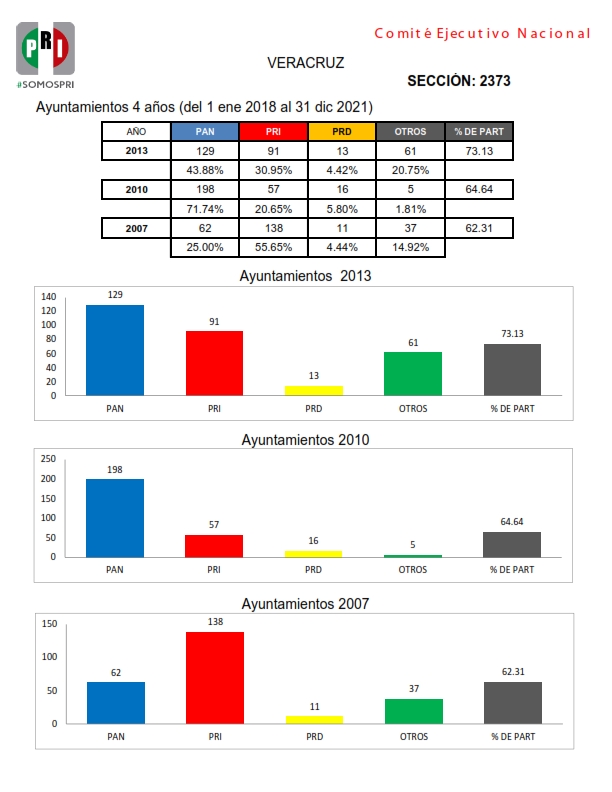 Comité Ejecutivo Nacional
PRI
#SOMOSPRI
VERACRUZ
SECCIÓN: 2373
Ayuntamientos 4 años (del 1 ene 2018 al 31 dic 2021)
AÑO PAN PRI PRD OTROS % DE PART
2013 129 91 13 61 73.13
43.88% 30.95% 4.42% 20.75%
2010 198 57 16 5 64.64
71.74% 20.65% 5.80% 1.81%
2007 62 138 11 37 62.31
25.00% 55.65% 4.44% 14.92%
Ayuntamientos 2013
140
120
100
80
60
40
20
0
129 91 13 61 73.13
PAN PRI PRD OTROS % DE PART
Ayuntamientos 2010
250
200
150
100
50
0
198 57 16 5 64.64
PAN PRI PRD OTROS % DE PART
Ayuntamientos 2007
150
100
50
0
62 138 11 37 62.31
PAN PRI PRD OTROS % DE PART